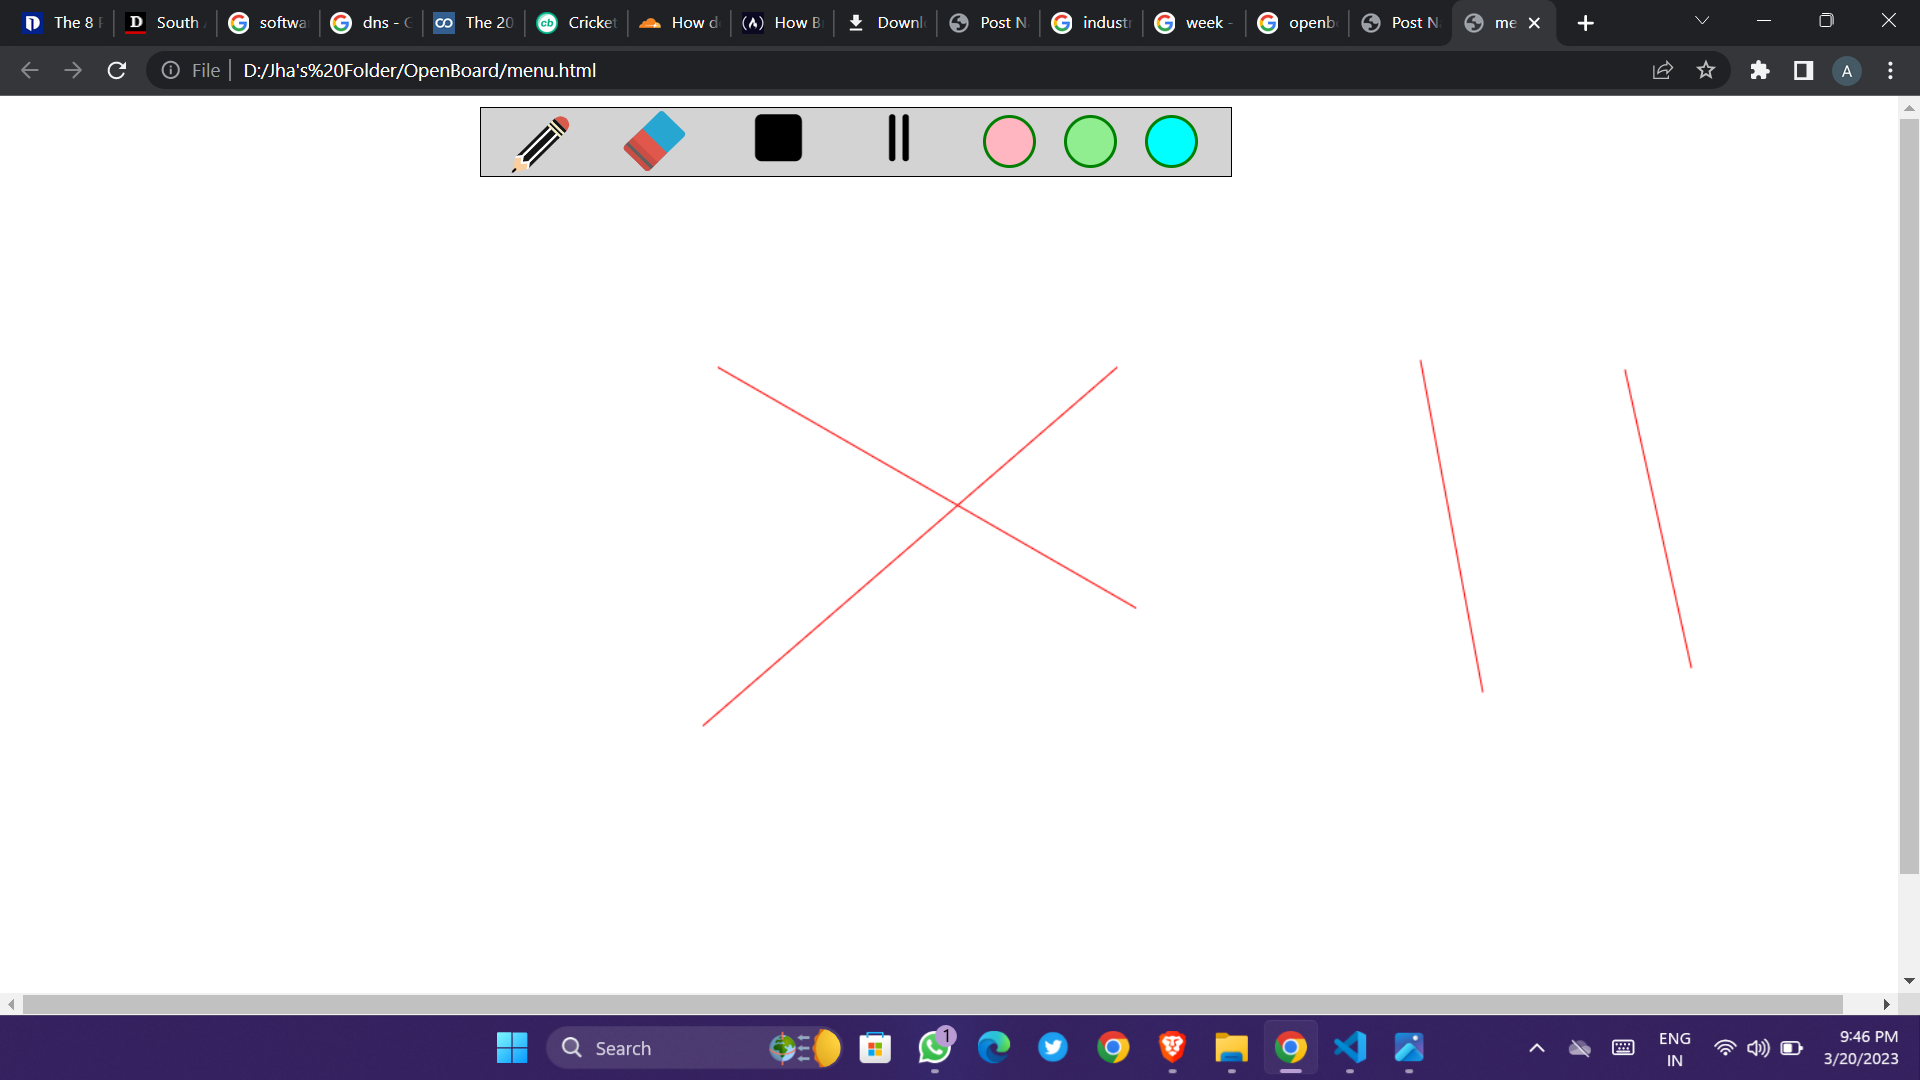 The 8
South
softwa
dns -
The 20
cb Cricket
How d
How B
Downl
Post N
industr
week -
openb
Post N
me
File D:/Jha's%20Folder/OpenBoard/menu.html
A
Search
1
ENG
IN
9:46 PM
3/20/2023